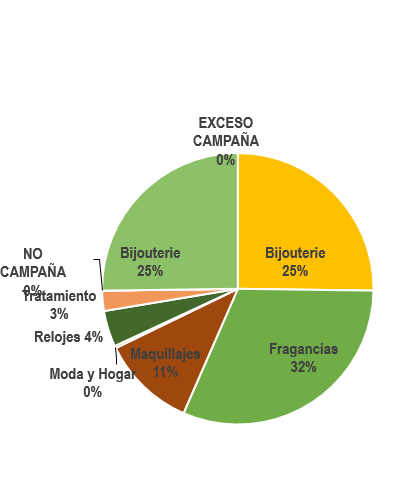 EXCESO
CAMPAÑA
0%
Bijouterie
25%
Bijouterie
25%
NO
CAMPAÑA
0%
Tratamiento
3%
Relojes 4%
Fragancias
32%
Maquillajes
11%
Moda y Hogar
0%